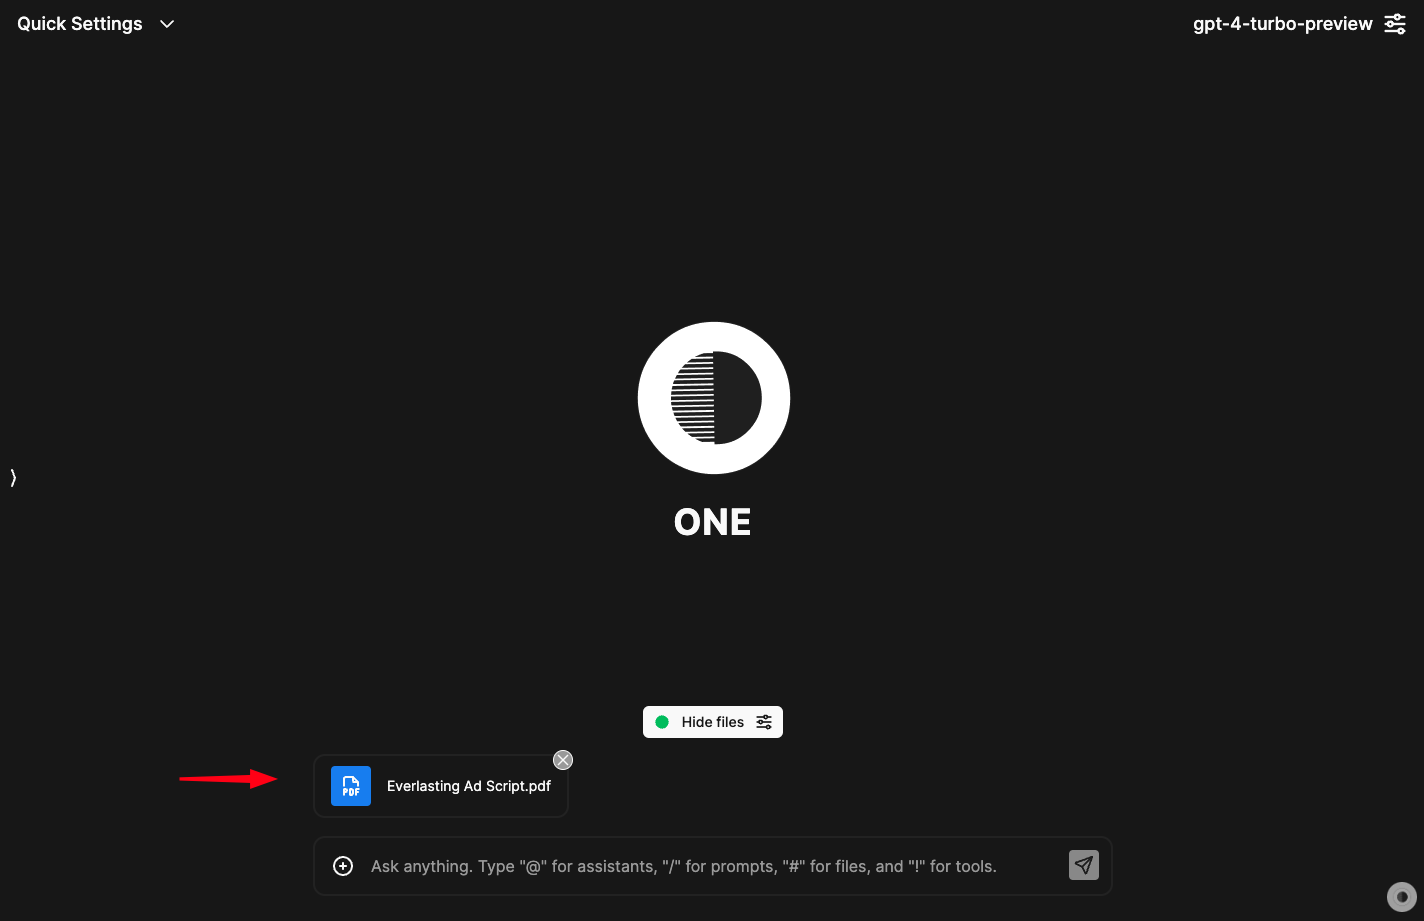 Quick Settings
gpt-4-turbo-preview
ONE
Hide files
PDF
Everlasting Ad Script.pdf
Ask anything. Type "@" for assistants, "/" for prompts, "#" for files, and "!" for tools.